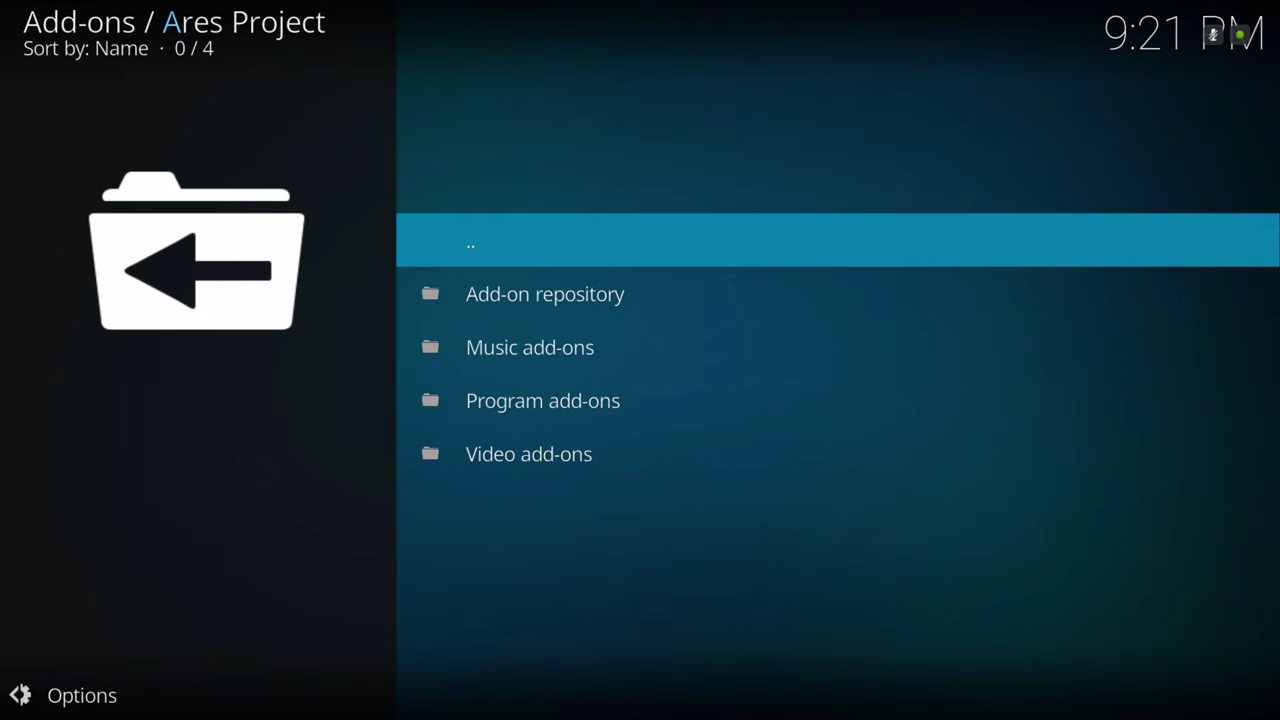 Add-ons / Ares Project
Sort by: Name · 0 / 4
9:21 PM
..
Add-on repository
Music add-ons
Program add-ons
Video add-ons
Options